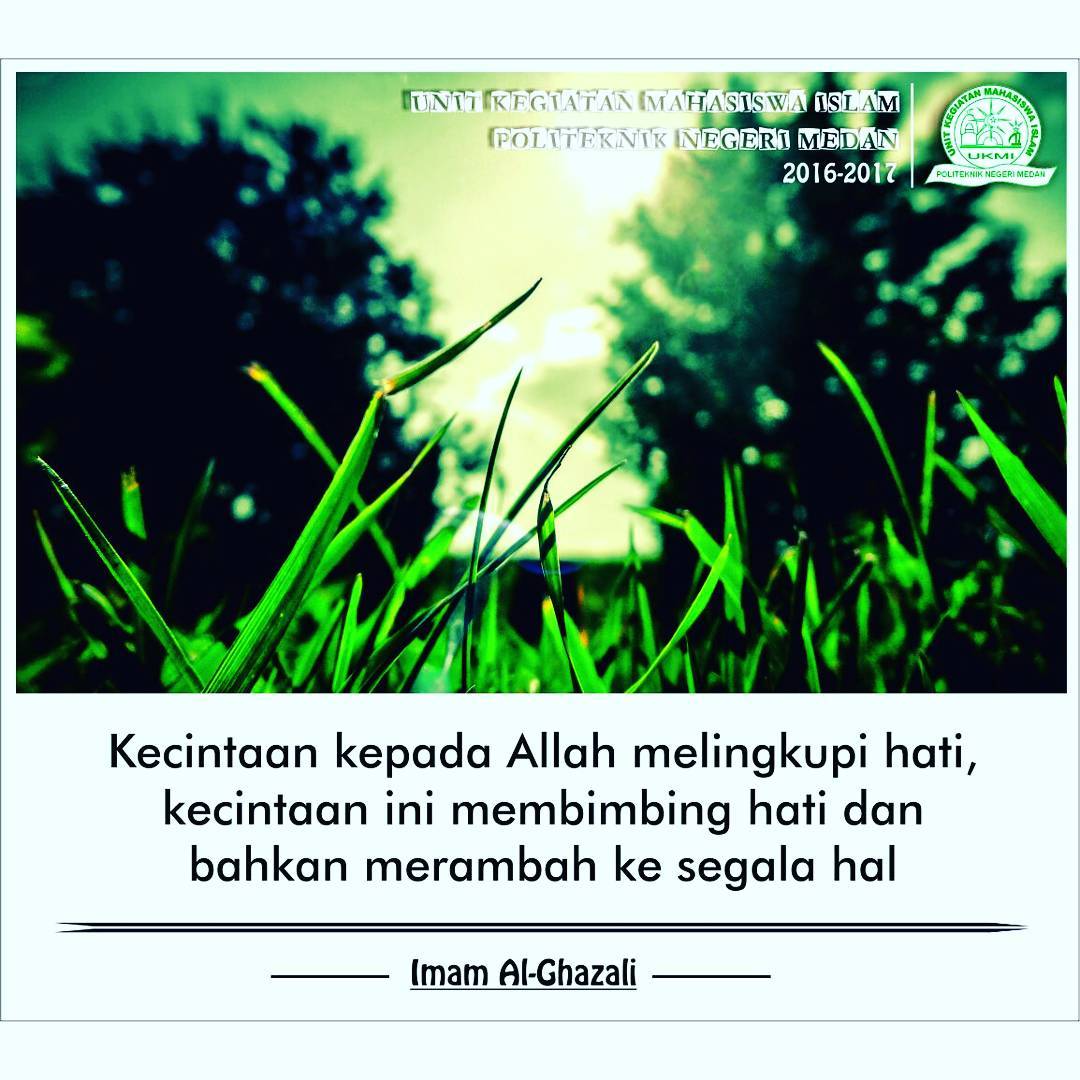 UNIT KEGIATAN MAHASISWA ISLAM
POLITEKNIK NEGERI MEDAN
2016-2017
UNIT KEGIATAN MAHASISWA ISLAM
UKMI
POLITEKNIK NEGERI MEDAN
Kecintaan kepada Allah melingkupi hati,
kecintaan ini membimbing hati dan
bahkan merambah ke segala hal
Imam Al-Ghazali